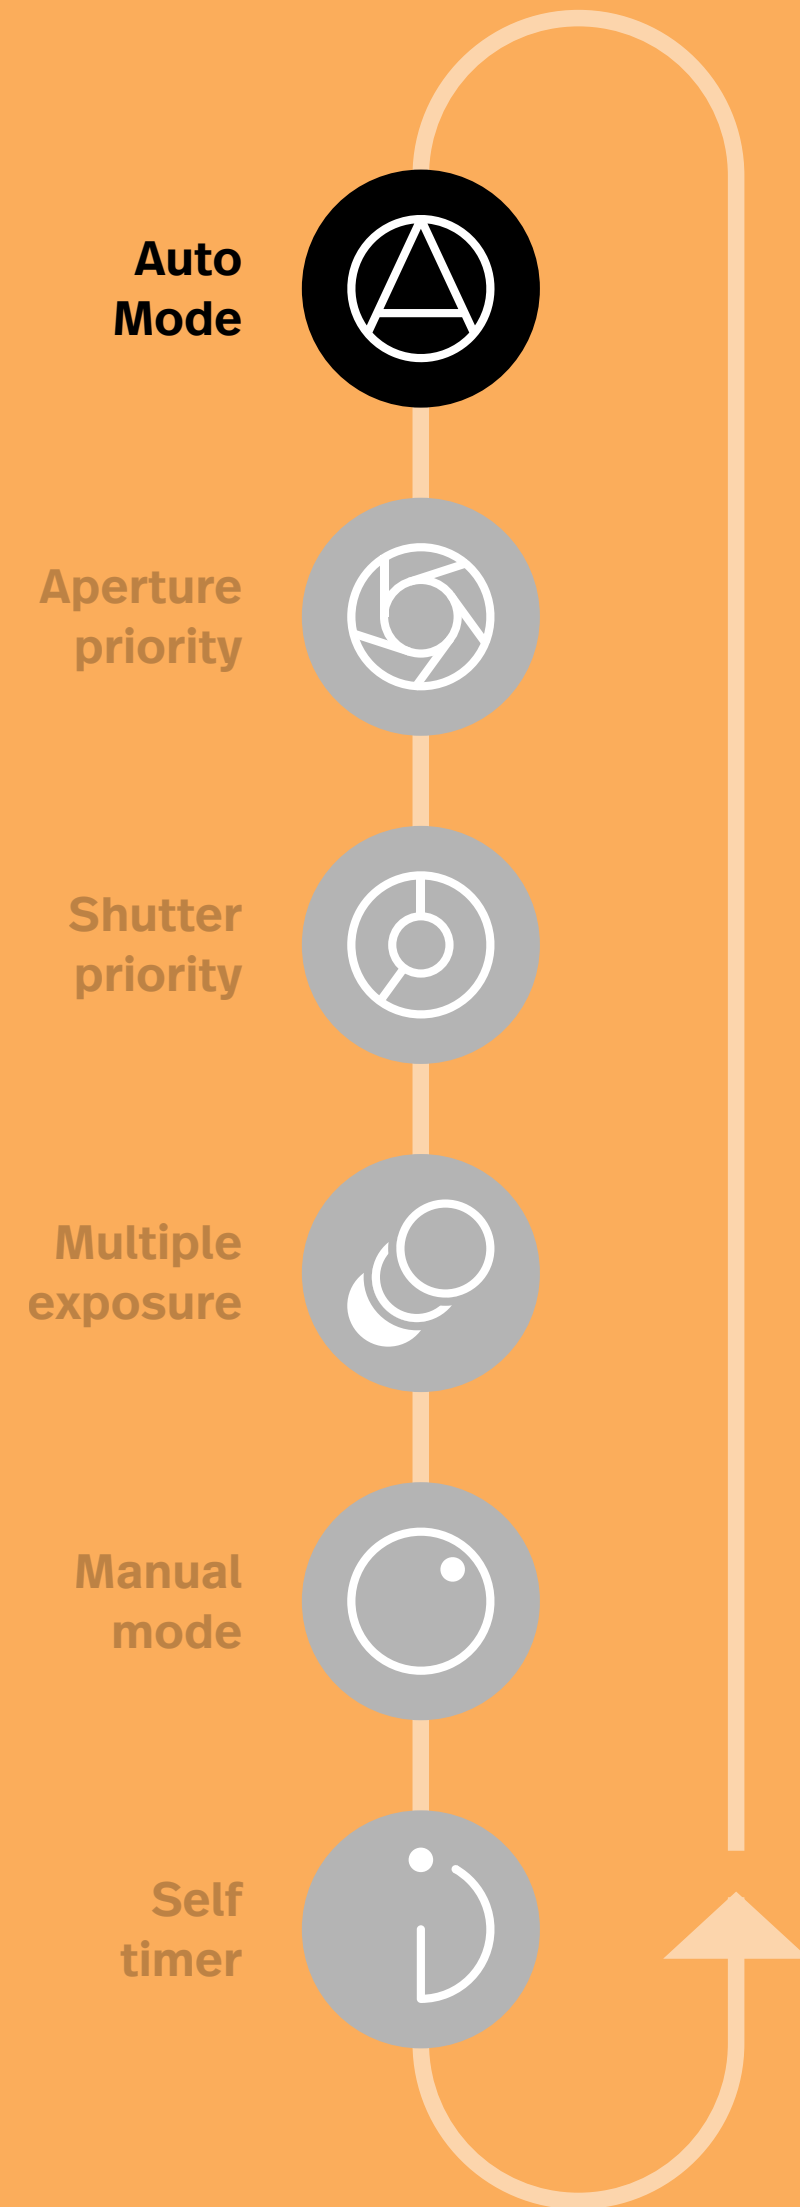 Auto
Mode
Aperture
priority
Shutter
priority
Multiple
exposure
Manual
mode
Self
timer